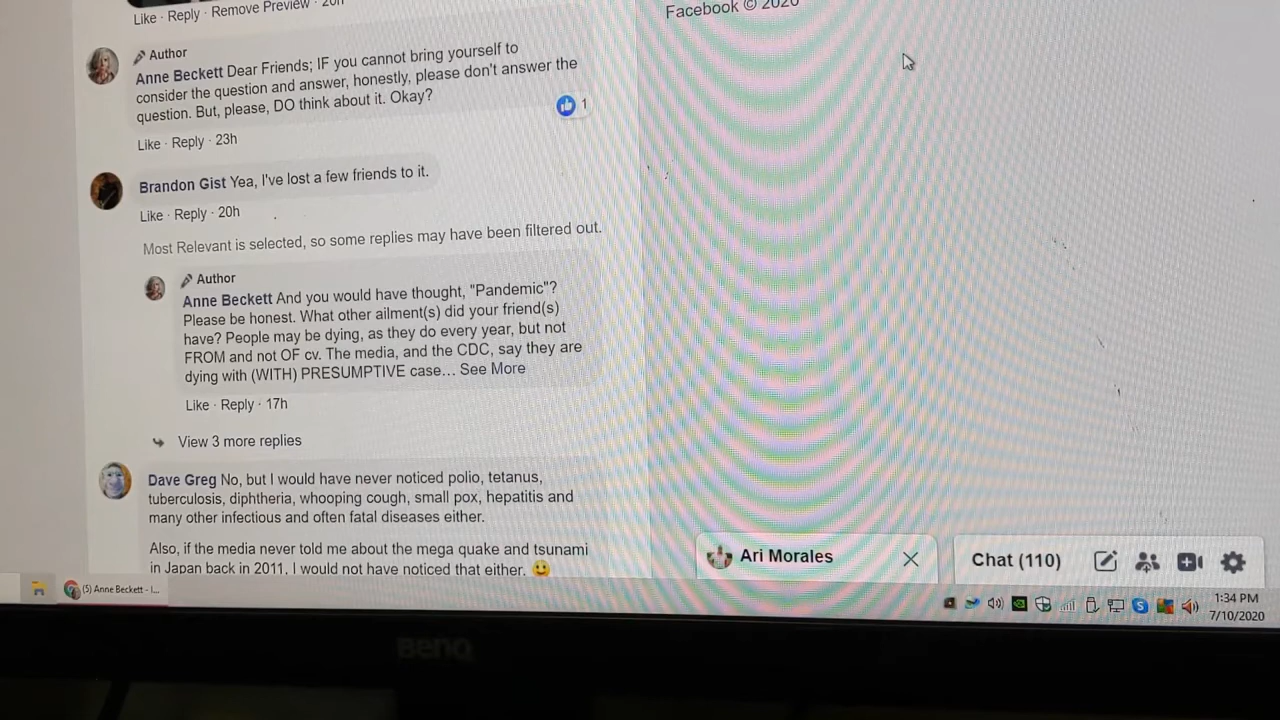 Like · Reply · Remove Preview · 20h
Facebook © 2020
Author
Anne Beckett Dear Friends; IF you cannot bring yourself to
consider the question and answer, honestly, please don't answer the
question. But, please, DO think about it. Okay?
1
Like · Reply · 23h
Brandon Gist Yea, I've lost a few friends to it.
Like · Reply · 20h
Most Relevant is selected, so some replies may have been filtered out.
Author
Anne Beckett And you would have thought, "Pandemic"?
Please be honest. What other ailment(s) did your friend(s)
have? People may be dying, as they do every year, but not
FROM and not OF cv. The media, and the CDC, say they are
dying with (WITH) PRESUMPTIVE case... See More
Like · Reply · 17h
View 3 more replies
Dave Greg No, but I would have never noticed polio, tetanus,
tuberculosis, diphtheria, whooping cough, small pox, hepatitis and
many other infectious and often fatal diseases either.
Also, if the media never told me about the mega quake and tsunami
in Japan back in 2011, I would not have noticed that either.
Ari Morales
Chat (110)
(5) Anne Beckett - I...
1:34 PM
7/10/2020
BenQ